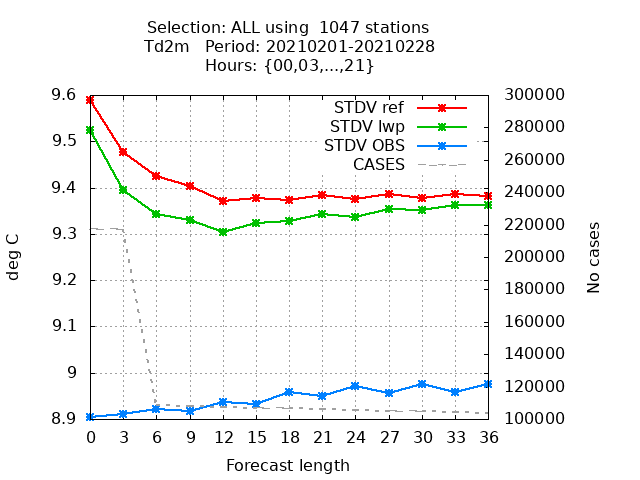 Selection: ALL using  1047 stations
Td2m   Period: 20210201-20210228
Hours: {00,03,...,21}
STDV ref
STDV lwp
STDV OBS
CASES
9.6
9.5
9.4
9.3
9.2
9.1
9
8.9
deg C
300000
280000
260000
240000
220000
200000
180000
160000
140000
120000
100000
No cases
0 3 6 9 12 15 18 21 24 27 30 33 36
Forecast length